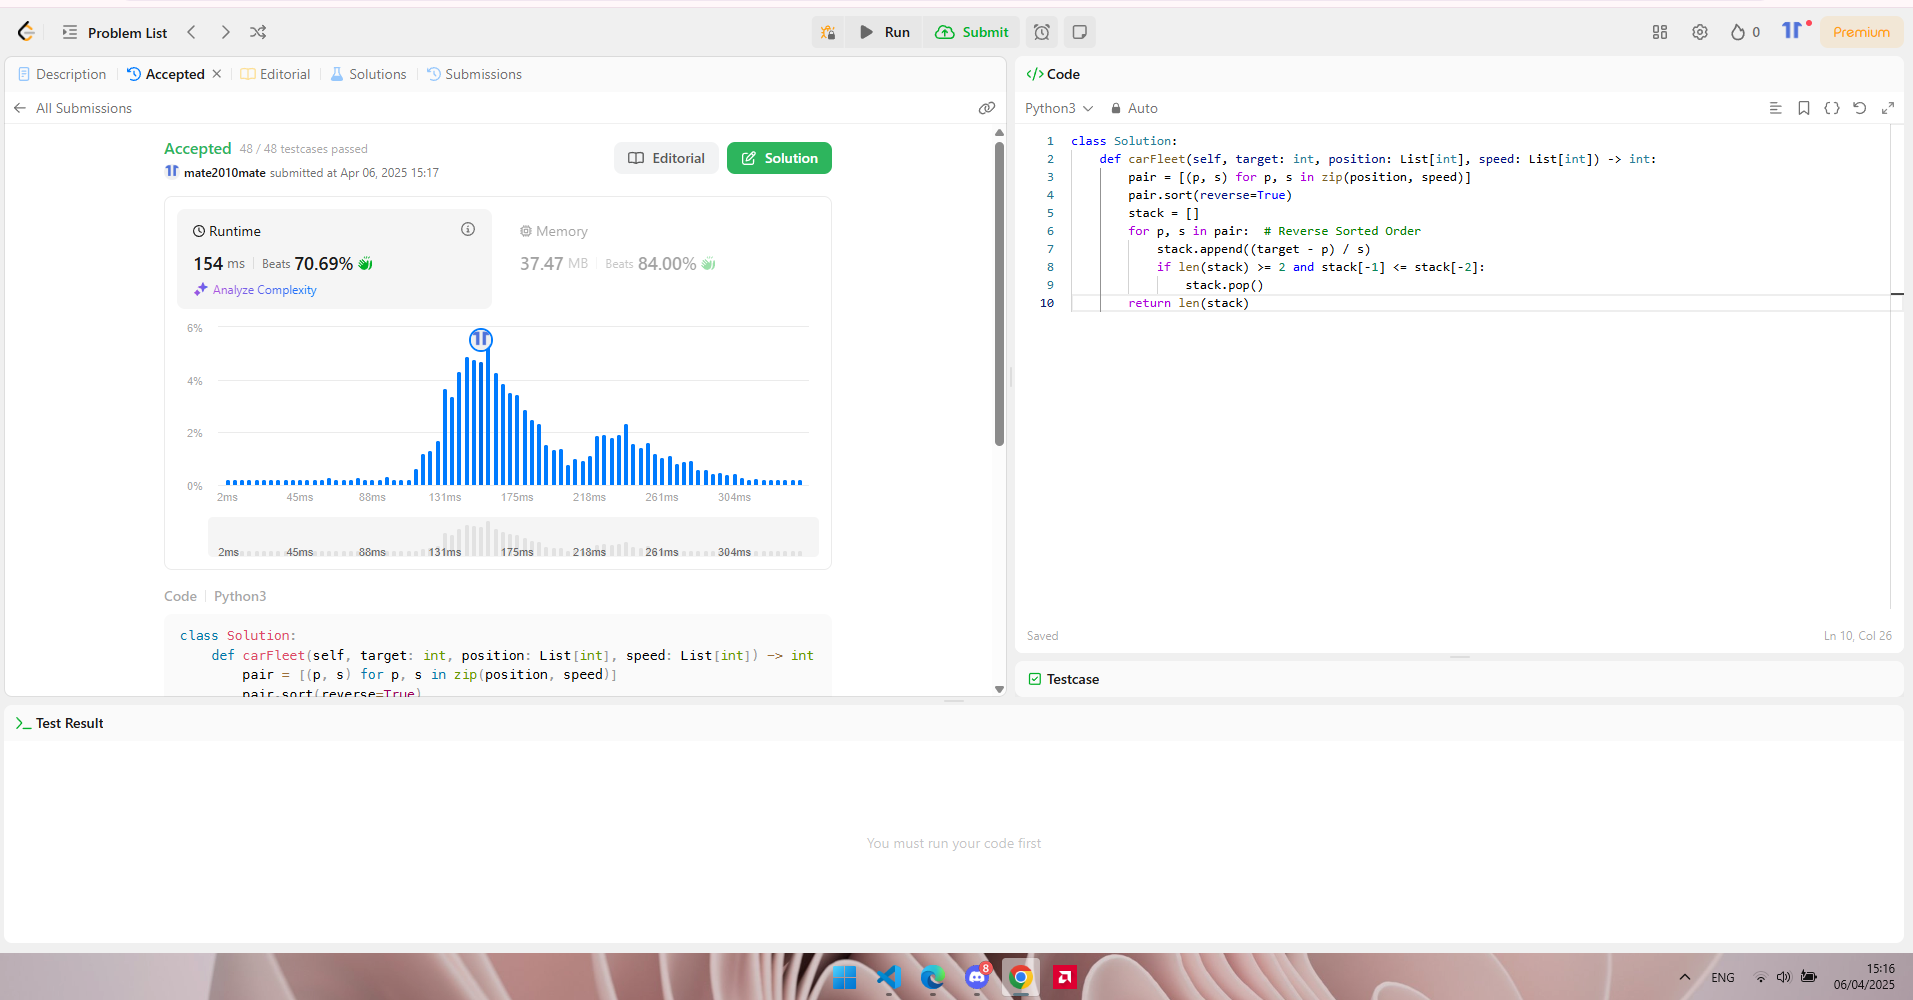 Problem List
Run
Submit
0
Premium
Description
Accepted
Editorial
Solutions
Submissions
All Submissions
Accepted 48 / 48 testcases passed
mate2010mate submitted at Apr 06, 2025 15:17
Editorial
Solution
Runtime
154 ms Beats 70.69%
Analyze Complexity
Memory
37.47 MB Beats 84.00%
6%
4%
2%
0%
2ms 45ms 88ms 131ms 175ms 218ms 261ms 304ms
2ms 45ms 88ms 131ms 175ms 218ms 261ms 304ms
Code Python3
class Solution:
    def carFleet(self, target: int, position: List[int], speed: List[int]) -> int
        pair = [(p, s) for p, s in zip(position, speed)]
        pair.sort(reverse=True)
</> Code
Python3 Auto
1 class Solution:
2     def carFleet(self, target: int, position: List[int], speed: List[int]) -> int:
3         pair = [(p, s) for p, s in zip(position, speed)]
4         pair.sort(reverse=True)
5         stack = []
6         for p, s in pair:  # Reverse Sorted Order
7             stack.append((target - p) / s)
8             if len(stack) >= 2 and stack[-1] <= stack[-2]:
9                 stack.pop()
10         return len(stack)
Saved
Ln 10, Col 26
Testcase
Test Result
You must run your code first
8
ENG
15:16
06/04/2025